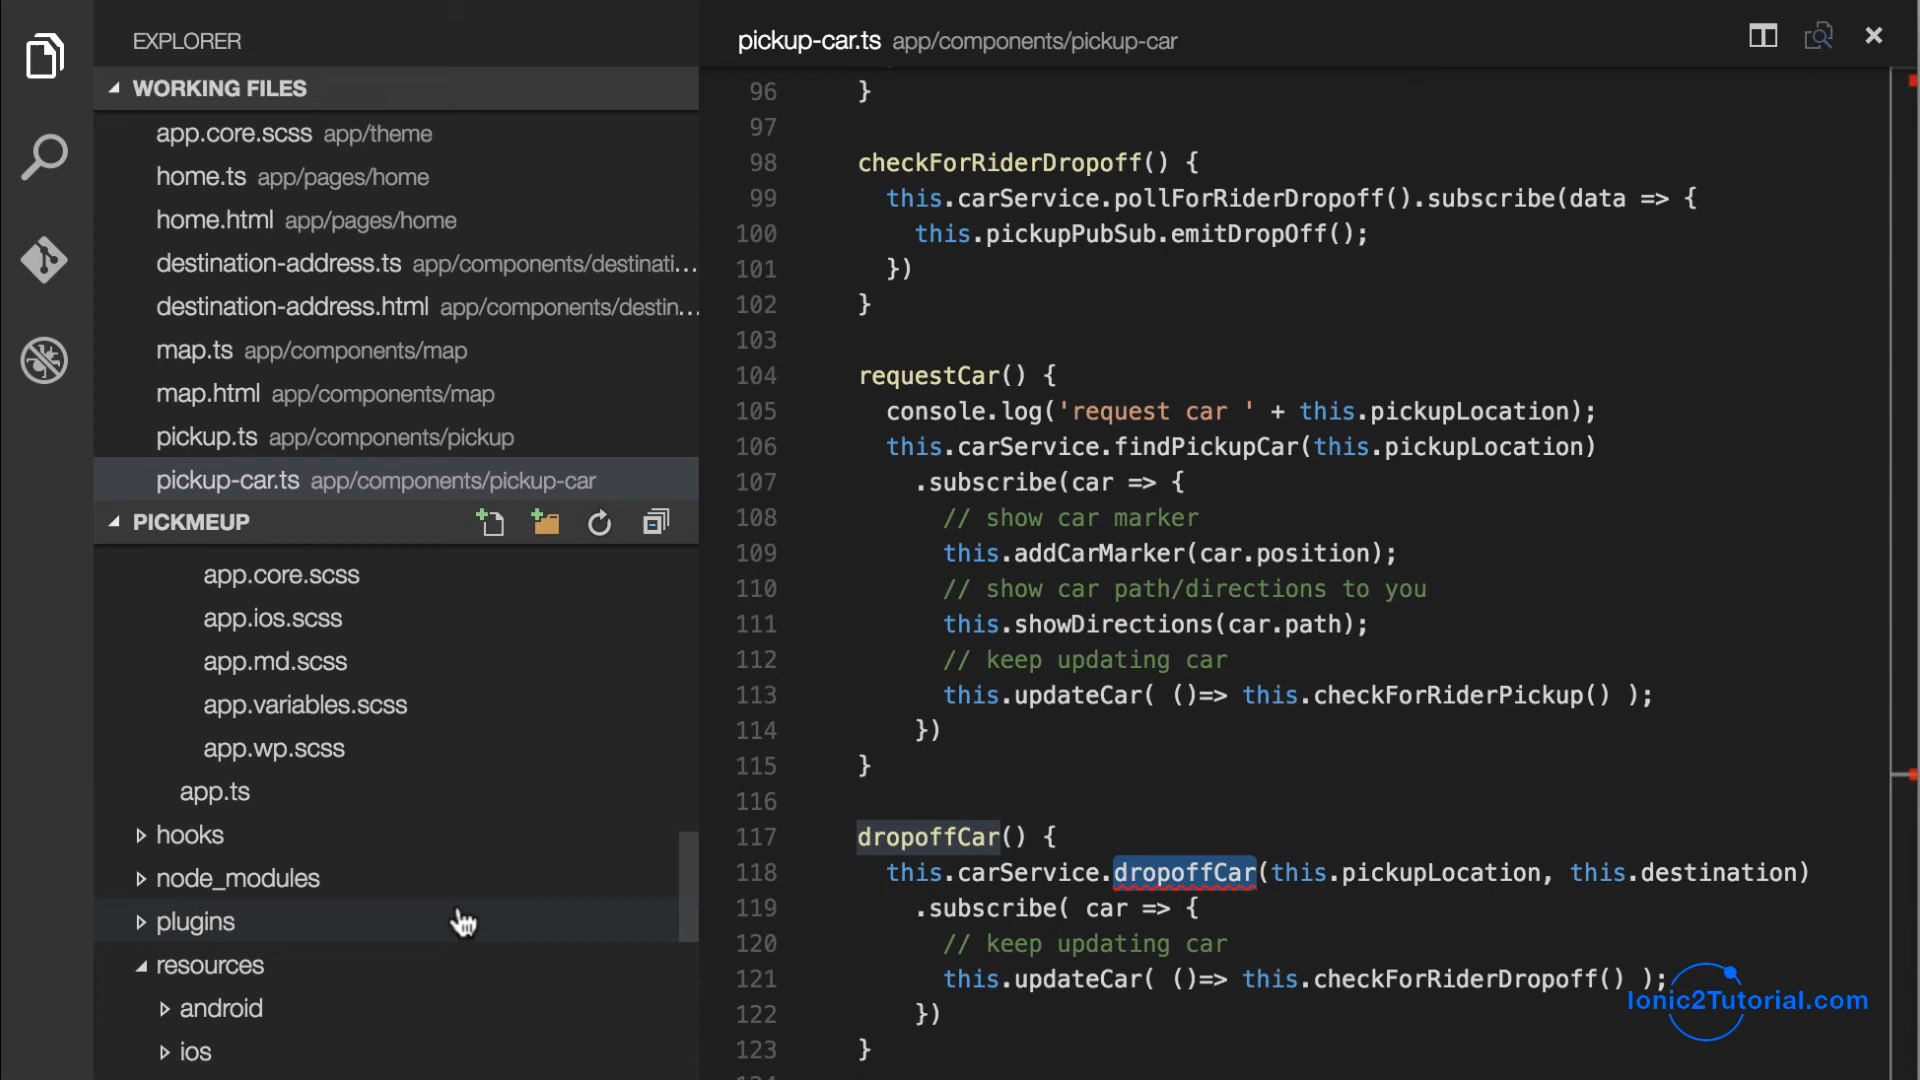 EXPLORER
WORKING FILES
app.core.scss app/theme
home.ts app/pages/home
home.html app/pages/home
destination-address.ts app/components/destinati...
destination-address.html app/components/destin...
map.ts app/components/map
map.html app/components/map
pickup.ts app/components/pickup
pickup-car.ts app/components/pickup-car
PICKMEUP
app.core.scss
app.ios.scss
app.md.scss
app.variables.scss
app.wp.scss
app.ts
hooks
node_modules
plugins
resources
android
ios
pickup-car.ts app/components/pickup-car
96 }
97
98 checkForRiderDropoff() {
99 this.carService.pollForRiderDropoff().subscribe(data => {
100 this.pickupPubSub.emitDropOff();
101 })
102 }
103
104 requestCar() {
105 console.log('request car ' + this.pickupLocation);
106 this.carService.findPickupCar(this.pickupLocation)
107 .subscribe(car => {
108 // show car marker
109 this.addCarMarker(car.position);
110 // show car path/directions to you
111 this.showDirections(car.path);
112 // keep updating car
113 this.updateCar( ()=> this.checkForRiderPickup() );
114 })
115 }
116
117 dropoffCar() {
118 this.carService.dropoffCar(this.pickupLocation, this.destination)
119 .subscribe( car => {
120 // keep updating car
121 this.updateCar( ()=> this.checkForRiderDropoff() );
122 })
123 }
Ionic2Tutorial.com